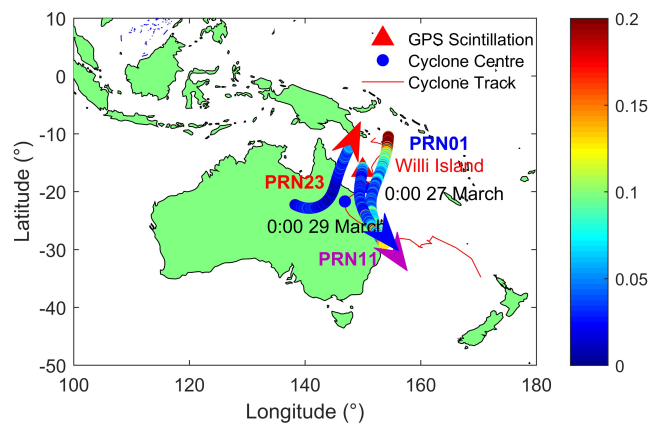 GPS Scintillation
Cyclone Centre
Cyclone Track
PRN01
Willi Island
PRN23
0:00 27 March
0:00 29 March
PRN11
10
0
-10
-20
-30
-40
-50
Latitude (°)
100
120
140
160
180
Longitude (°)
0.2
0.15
0.1
0.05
0